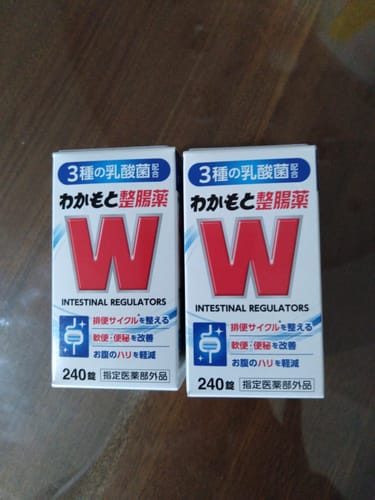 3種の乳酸菌配合
わかもと整腸薬
W
INTESTINAL REGULATORS
排便サイクル*を整える
軟便・便秘を改善
お腹のハリを軽減
240錠 指定医薬部外品
3種の乳酸菌配合
わかもと整腸薬
W
INTESTINAL REGULATORS
排便サイクル*を整える
軟便・便秘を改善
お腹のハリを軽減
240錠 指定医薬部外品